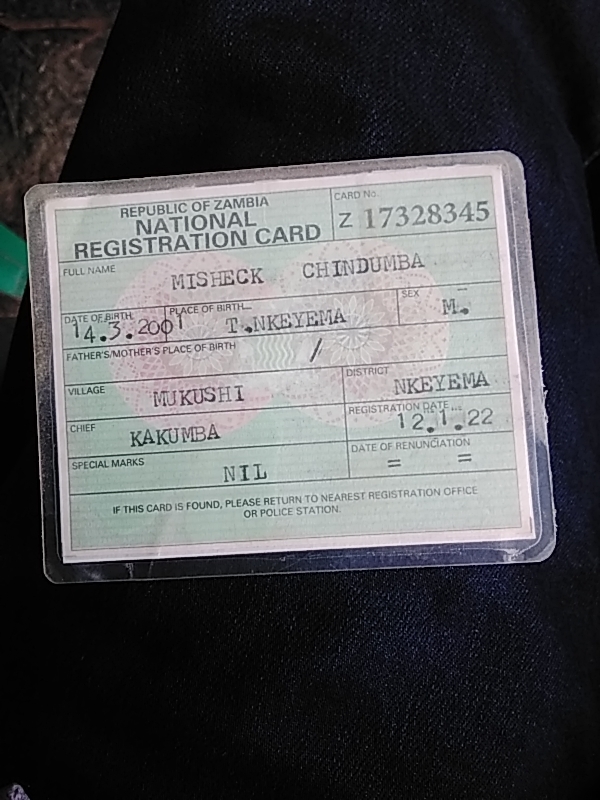 REPUBLIC OF ZAMBIA
NATIONAL
REGISTRATION CARD
CARD No.
Z 17328345
FULL NAME
MISHECK CHINDUMBA
DATE OF BIRTH
14.3.2001
PLACE OF BIRTH
T.NKEYEMA
SEX
M.
FATHER'S/MOTHER'S PLACE OF BIRTH
/
VILLAGE
MUKUSHI
DISTRICT
NKEYEMA
CHIEF
KAKUMBA
REGISTRATION DATE
12.1.22
SPECIAL MARKS
NIL
DATE OF RENUNCIATION
= =
IF THIS CARD IS FOUND, PLEASE RETURN TO NEAREST REGISTRATION OFFICE
OR POLICE STATION.